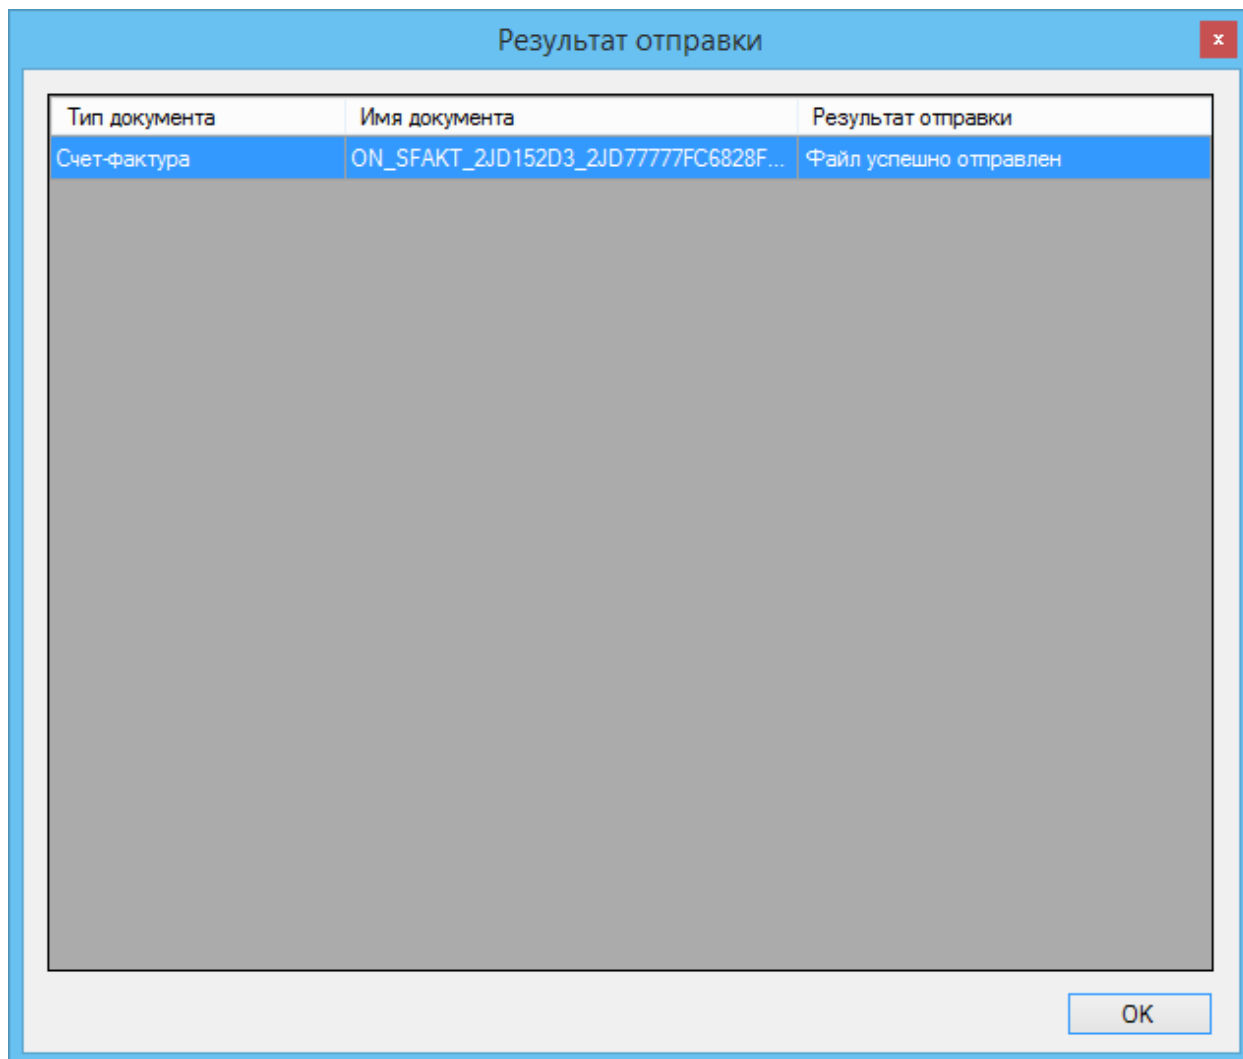 Результат отправки
x
Тип документа Имя документа Результат отправки
Счет-фактура ON_SFAKT_2JD152D3_2JD77777FC6828F... Файл успешно отправлен
OK